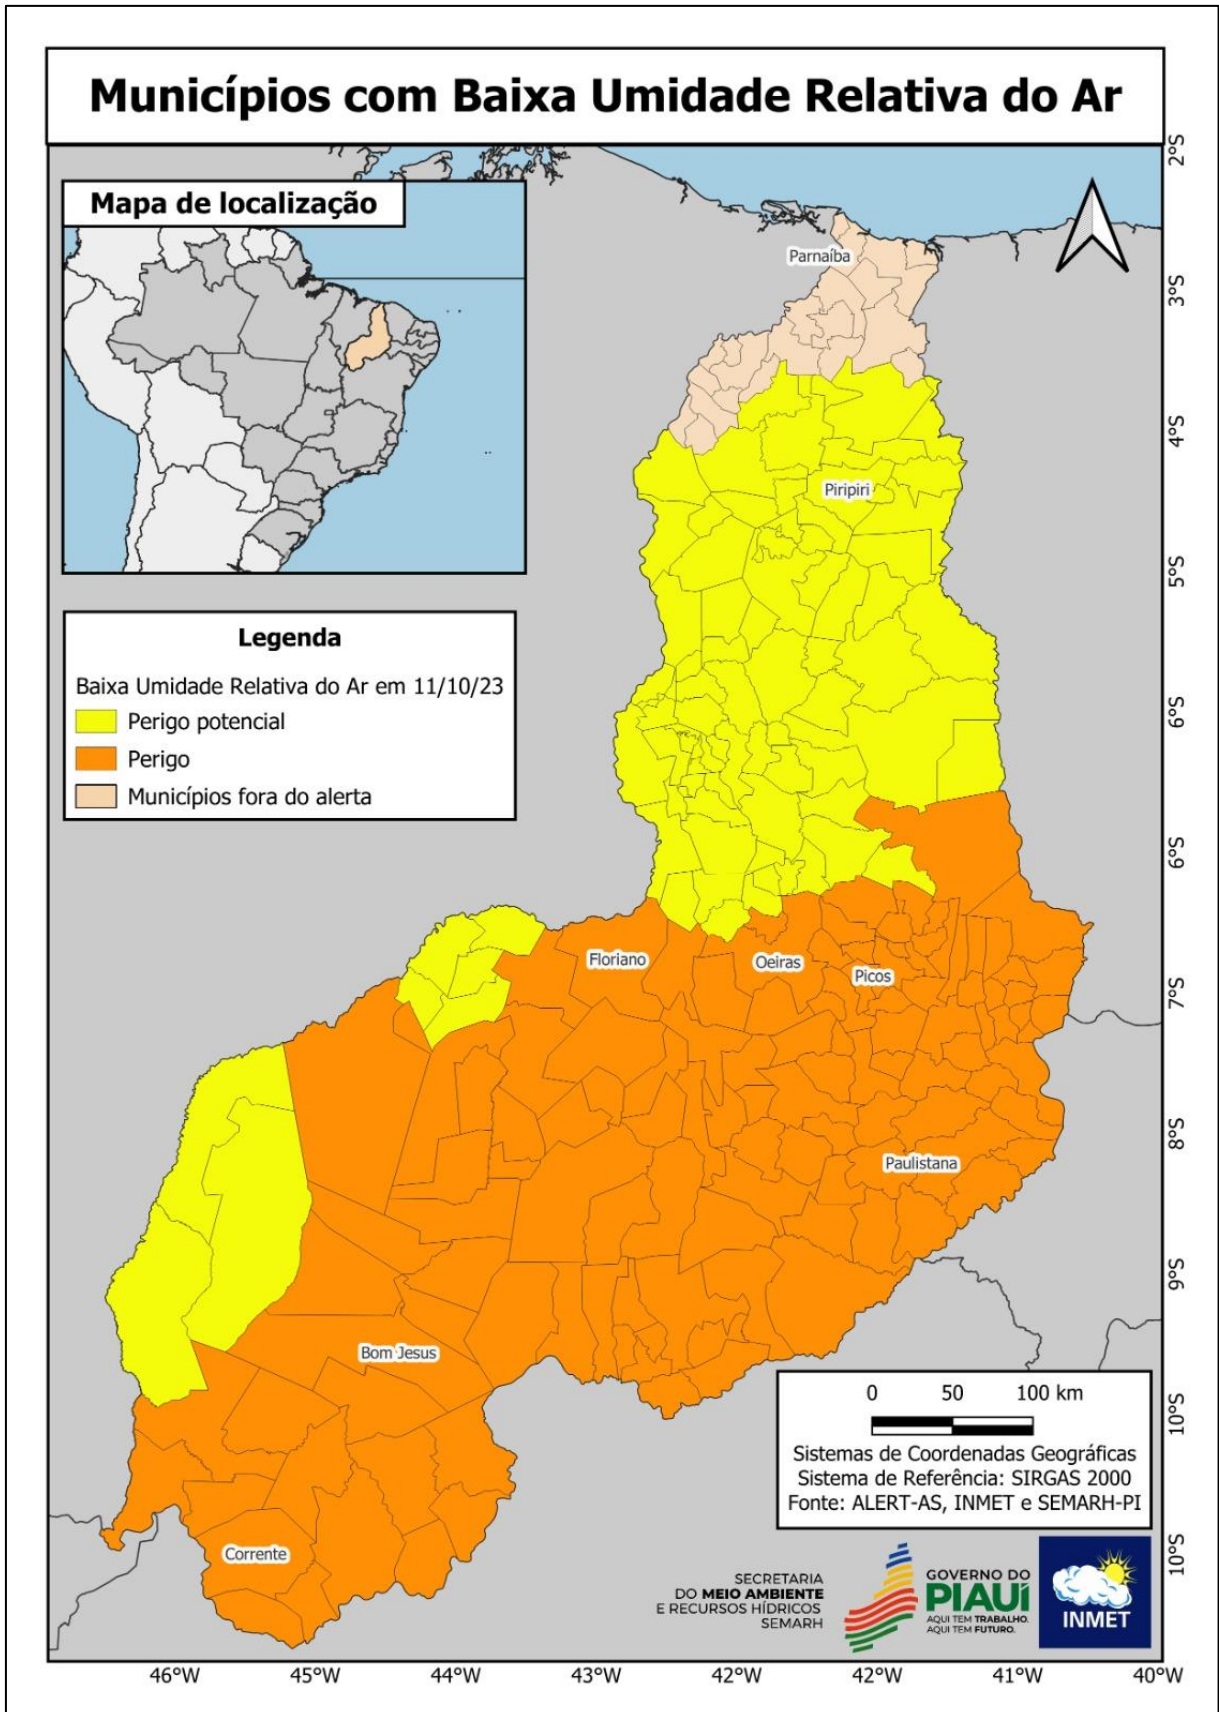 Municípios com Baixa Umidade Relativa do Ar
Mapa de localização
Parnaíba
Piripiri
Legenda
Baixa Umidade Relativa do Ar em 11/10/23
Perigo potencial
Perigo
Municípios fora do alerta
Floriano
Oeiras
Picos
Paulistana
Bom Jesus
Corrente
2°S
3°S
4°S
5°S
6°S
6°S
7°S
8°S
9°S
10°S
10°S
0 50 100 km
Sistemas de Coordenadas Geográficas
Sistema de Referência: SIRGAS 2000
Fonte: ALERT-AS, INMET e SEMARH-PI
SECRETARIA
DO MEIO AMBIENTE
E RECURSOS HÍDRICOS
SEMARH
GOVERNO DO
PIAUÍ
AQUI TEM TRABALHO.
AQUI TEM FUTURO.
INMET
46°W 45°W 44°W 43°W 42°W 42°W 41°W 40°W